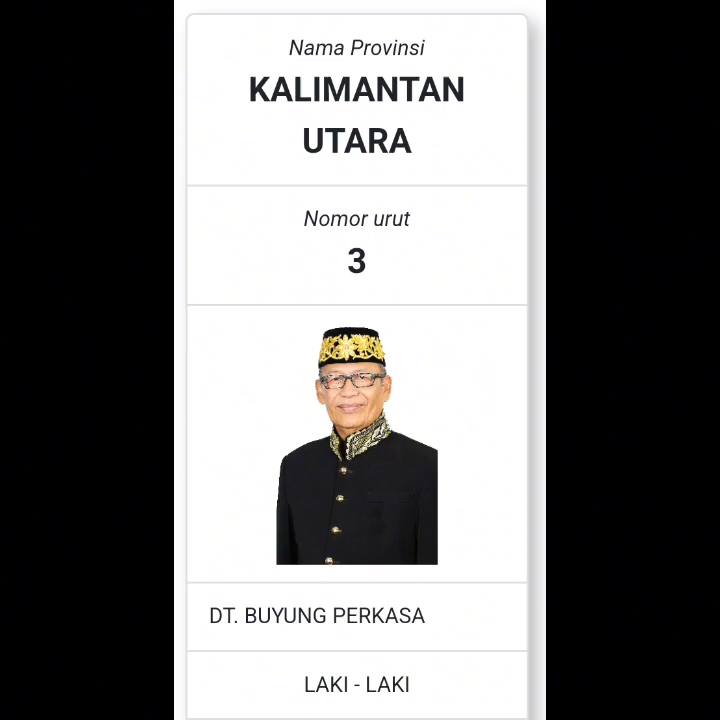 Nama Provinsi
KALIMANTAN
UTARA
Nomor urut
3
DT. BUYUNG PERKASA
LAKI - LAKI